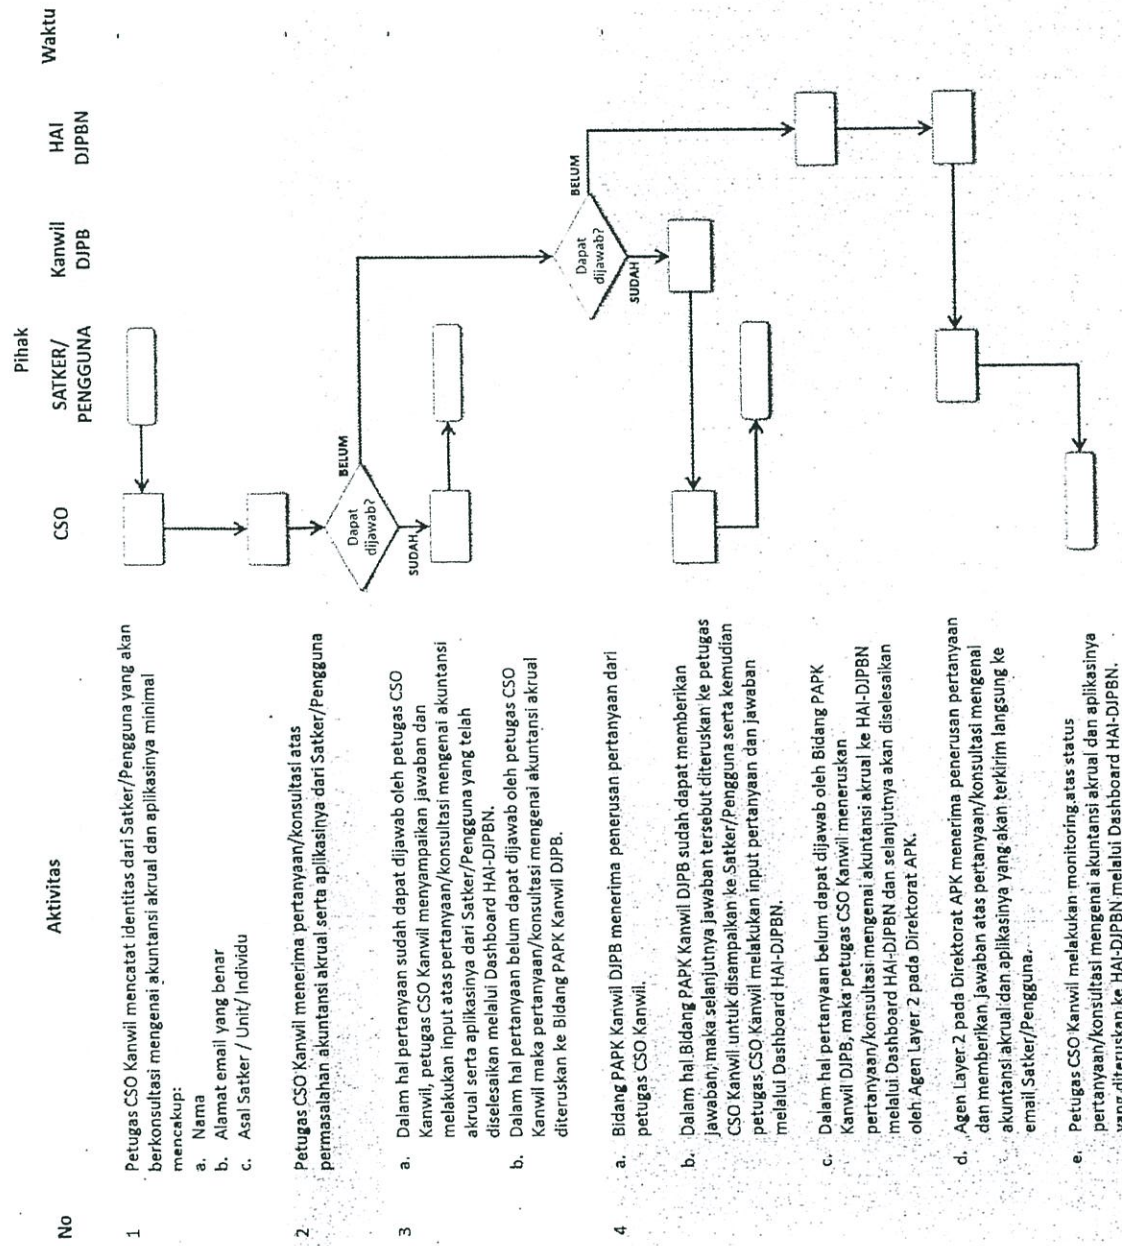 Pihak
No
Aktivitas
CSO
SATKER/
PENGGUNA
Kanwil
DJPB
HAI
DJPBN
Waktu
1
Petugas CSO Kanwil mencatat identitas dari Satker/Pengguna yang akan
berkonsultasi mengenai akuntansi akrual dan aplikasinya minimal
mencakup:
a. Nama
b. Alamat email yang benar
c. Asal Satker / Unit/ Individu
-
2
Petugas CSO Kanwil menerima pertanyaan/konsultasi atas
permasalahan akuntansi akrual serta aplikasinya dari Satker/Pengguna
-
Dapat
dijawab?
BELUM
SUDAH
3
a. Dalam hal pertanyaan sudah dapat dijawab oleh petugas CSO
Kanwil, petugas CSO Kanwil menyampaikan jawaban dan
melakukan input atas pertanyaan/konsultasi mengenai akuntansi
akrual serta aplikasinya dari Satker/Pengguna yang telah
diselesaikan melalui Dashboard HAI-DJPBN.
b. Dalam hal pertanyaan belum dapat dijawab oleh petugas CSO
Kanwil maka pertanyaan/konsultasi mengenai akuntansi akrual
diteruskan ke Bidang PAPK Kanwil DJPB.
-
4
a. Bidang PAPK Kanwil DJPB menerima penerusan pertanyaan dari
petugas CSO Kanwil.
-
Dapat
dijawab?
BELUM
SUDAH
b. Dalam hal Bidang PAPK Kanwil DJPB sudah dapat memberikan
jawaban, maka selanjutnya jawaban tersebut diteruskan ke petugas
CSO Kanwil untuk disampaikan ke Satker/Pengguna serta kemudian
petugas CSO Kanwil melakukan input pertanyaan dan jawaban
melalui Dashboard HAI-DJPBN.
c. Dalam hal pertanyaan belum dapat dijawab oleh Bidang PAPK
Kanwil DJPB, maka petugas CSO Kanwil meneruskan
pertanyaan/konsultasi mengenai akuntansi akrual ke HAI-DJPBN
melalui Dashboard HAI-DJPBN dan selanjutnya akan diselesaikan
oleh Agen Layer 2 pada Direktorat APK.
d. Agen Layer 2 pada Direktorat APK menerima penerusan pertanyaan
dan memberikan jawaban atas pertanyaan/konsultasi mengenai
akuntansi akrual dan aplikasinya yang akan terkirim langsung ke
email Satker/Pengguna.
e. Petugas CSO Kanwil melakukan monitoring atas status
pertanyaan/konsultasi mengenai akuntansi akrual dan aplikasinya
yang diteruskan ke HAI-DJPBN melalui Dashboard HAI-DJPBN.